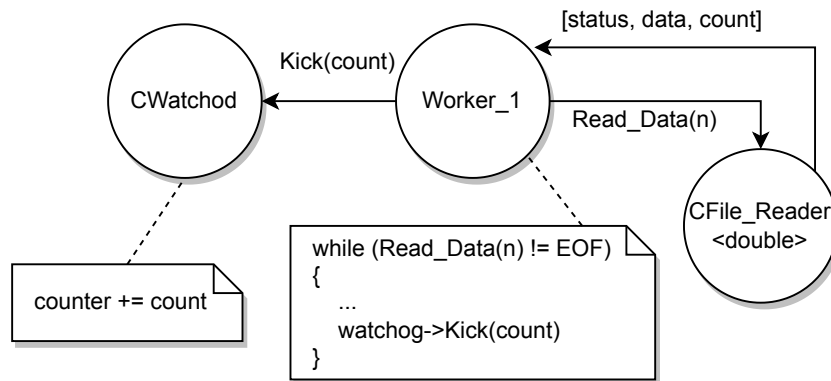 [status, data, count]
Kick(count)
CWatchod
Worker_1
Read_Data(n)
CFile_Reader
<double>
while (Read_Data(n) != EOF)
{
...
watchog->Kick(count)
}
counter += count